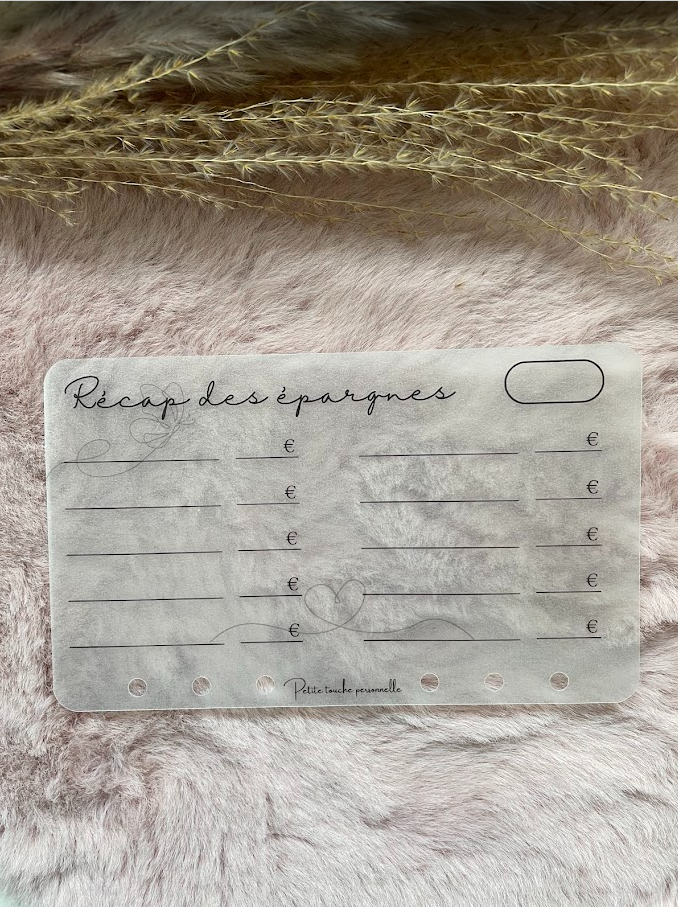 Récap des épargnes
€ €
€ €
€ €
€ €
€ €
Petite touche personnelle